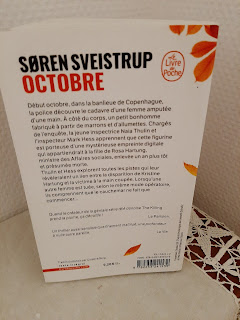 SØREN SVEISTRUP
OCTOBRE
Le Livre de Poche
Début octobre, dans la banlieue de Copenhague,
la police découvre le cadavre d'une femme amputée
d'une main. À côté du corps, un petit bonhomme
fabriqué à partir de marrons et d'allumettes. Chargés
de l'enquête, la jeune inspectrice Naia Thulin et
l'inspecteur Mark Hess apprennent que cette figurine
est porteuse d'une mystérieuse empreinte digitale
qui appartiendrait à la fille de Rosa Hartung,
ministre des Affaires sociales, enlevée un an plus tôt
et présumée morte.
Thulin et Hess explorent toutes les pistes qui leur
révéleraient un lien entre la disparition de Kristine
Hartung et la victime à la main coupée. Lorsqu'une
autre femme est tuée, selon le même mode opératoire,
ils comprennent que le cauchemar ne fait que
commencer…
Le Parisien